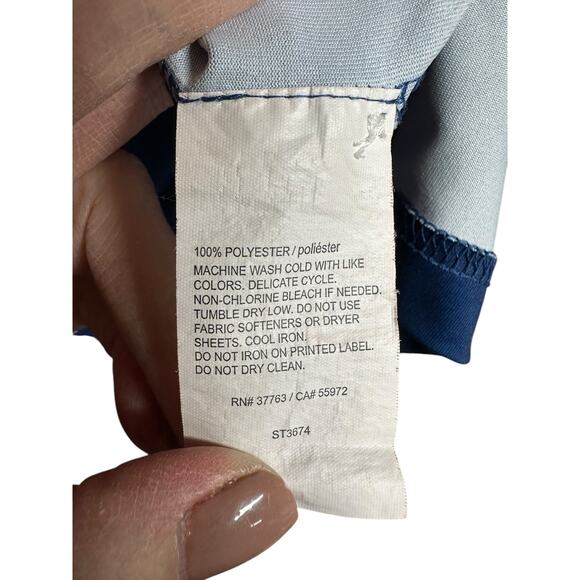 100% POLYESTER / poliéster
MACHINE WASH COLD WITH LIKE
COLORS. DELICATE CYCLE.
NON-CHLORINE BLEACH IF NEEDED.
TUMBLE DRY LOW. DO NOT USE
FABRIC SOFTENERS OR DRYER
SHEETS. COOL IRON.
DO NOT IRON ON PRINTED LABEL.
DO NOT DRY CLEAN.
RN# 37763 / CA# 55972
ST3674